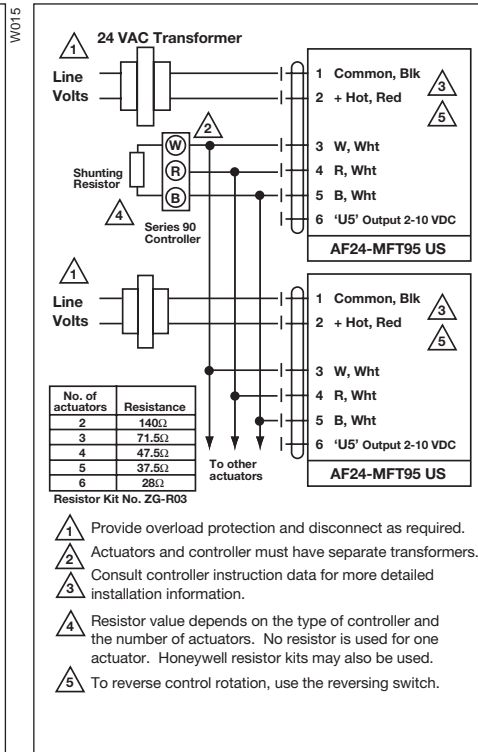 W015
1
24 VAC Transformer
Line
Volts
1 Common, Blk
2 + Hot, Red
3
5
2
W
R
B
Shunting
Resistor
4
Series 90
Controller
3 W, Wht
4 R, Wht
5 B, Wht
6 ‘U5’ Output 2-10 VDC
AF24-MFT95 US
1
Line
Volts
1 Common, Blk
2 + Hot, Red
3
5
3 W, Wht
4 R, Wht
5 B, Wht
6 ‘U5’ Output 2-10 VDC
AF24-MFT95 US
To other
actuators
No. of
actuators Resistance
2 140Ω
3 71.5Ω
4 47.5Ω
5 37.5Ω
6 28Ω
Resistor Kit No. ZG-R03
1 Provide overload protection and disconnect as required.
2 Actuators and controller must have separate transformers.
3 Consult controller instruction data for more detailed
installation information.
4 Resistor value depends on the type of controller and
the number of actuators. No resistor is used for one
actuator. Honeywell resistor kits may also be used.
5 To reverse control rotation, use the reversing switch.